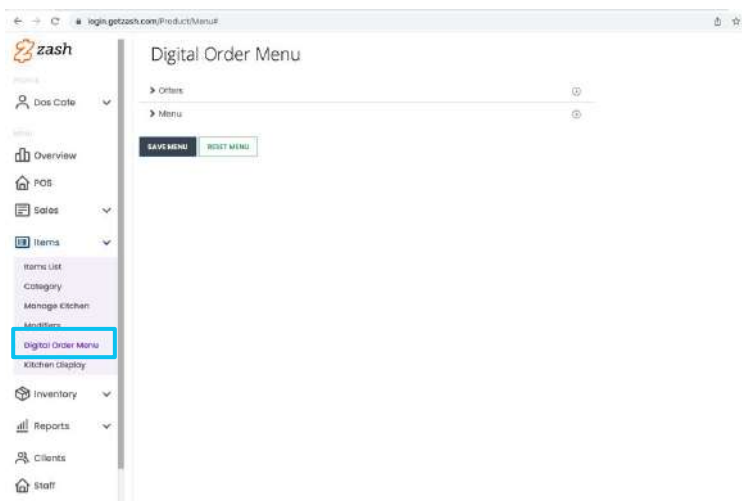 login.getzash.com/Product/Menu#
zash
Digital Order Menu
Dos Cafe
Overview
POS
Sales
Items
Items List
Category
Manage Kitchen
Modifiers
Digital Order Menu
Kitchen Display
Inventory
Reports
Clients
Staff
Offers
Menu
SAVE MENU
RESET MENU